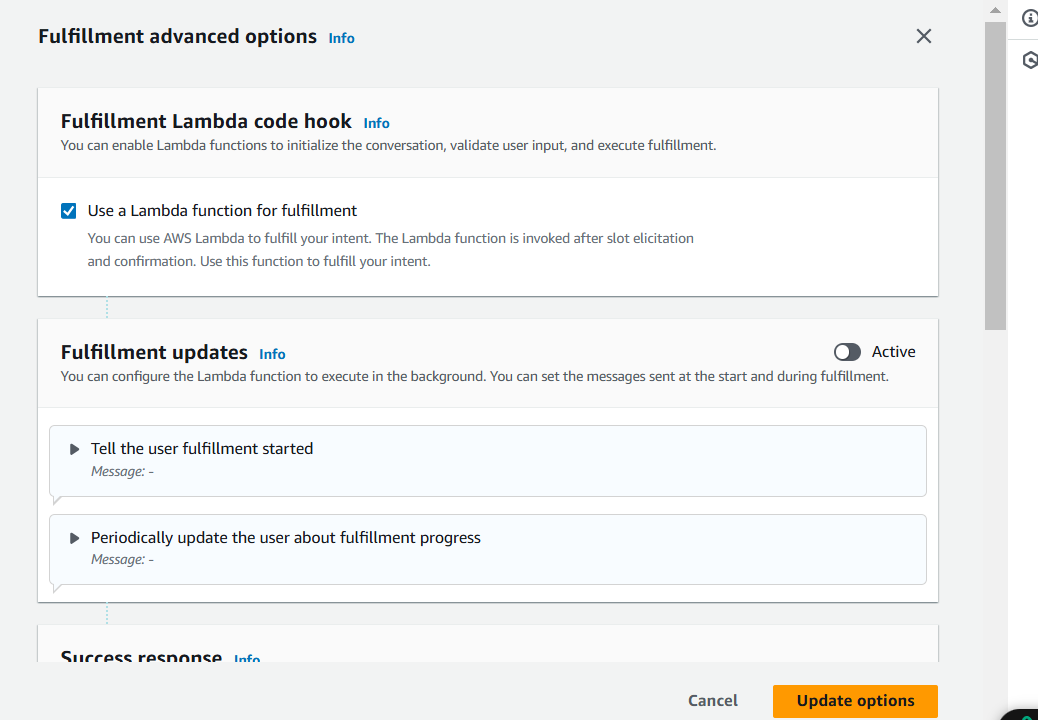 Fulfillment advanced options Info
Fulfillment Lambda code hook Info
You can enable Lambda functions to initialize the conversation, validate user input, and execute fulfillment.
Use a Lambda function for fulfillment
You can use AWS Lambda to fulfill your intent. The Lambda function is invoked after slot elicitation
and confirmation. Use this function to fulfill your intent.
Fulfillment updates Info
Active
You can configure the Lambda function to execute in the background. You can set the messages sent at the start and during fulfillment.
Tell the user fulfillment started
Message: -
Periodically update the user about fulfillment progress
Message: -
Success response Info
Cancel
Update options